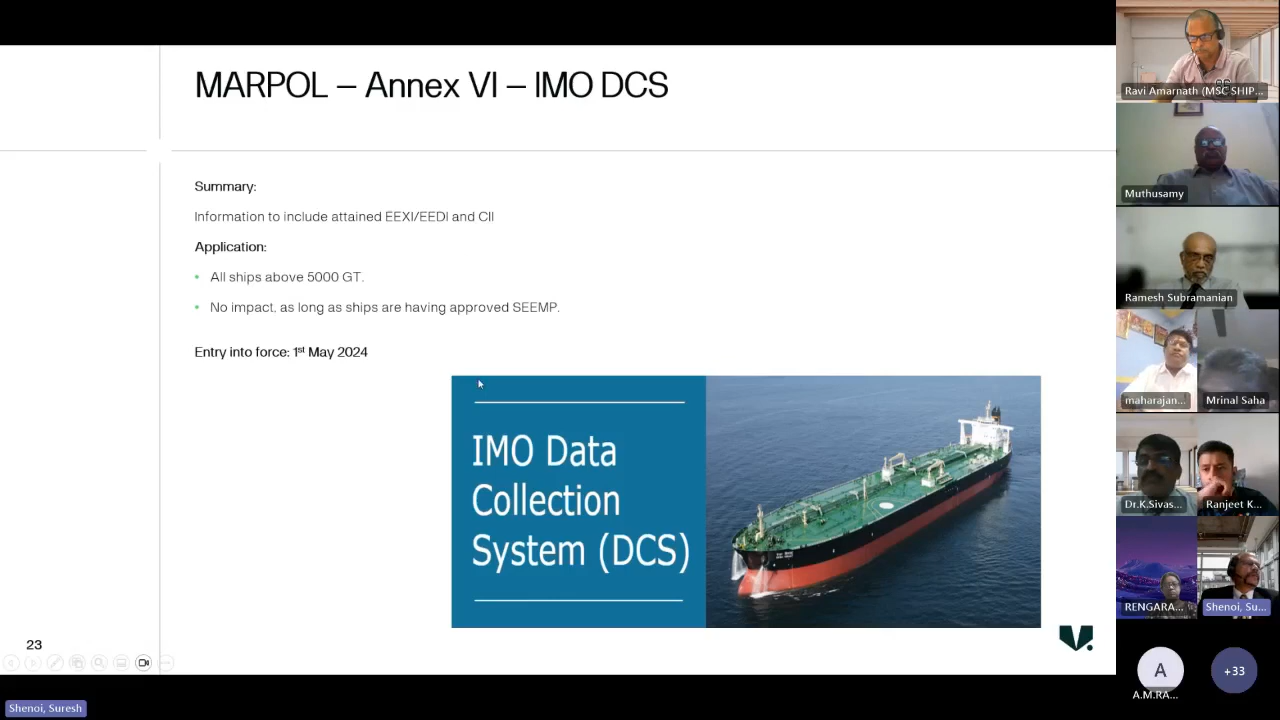 MARPOL – Annex VI – IMO DCS
Summary:
Information to include attained EEXI/EEDI and CII
Application:
• All ships above 5000 GT.
• No impact, as long as ships are having approved SEEMP.
Entry into force: 1st May 2024
IMO Data
Collection
System (DCS)
23
Shenoi, Suresh
Ravi Amarnath (MSC SHIP...
Muthusamy
Ramesh Subramanian
maharajan...
Mrinal Saha
Dr.K,Sivas...
Ranjeet K...
RENGARA...
Shenoi, Su...
A
A.M.RA...
+33